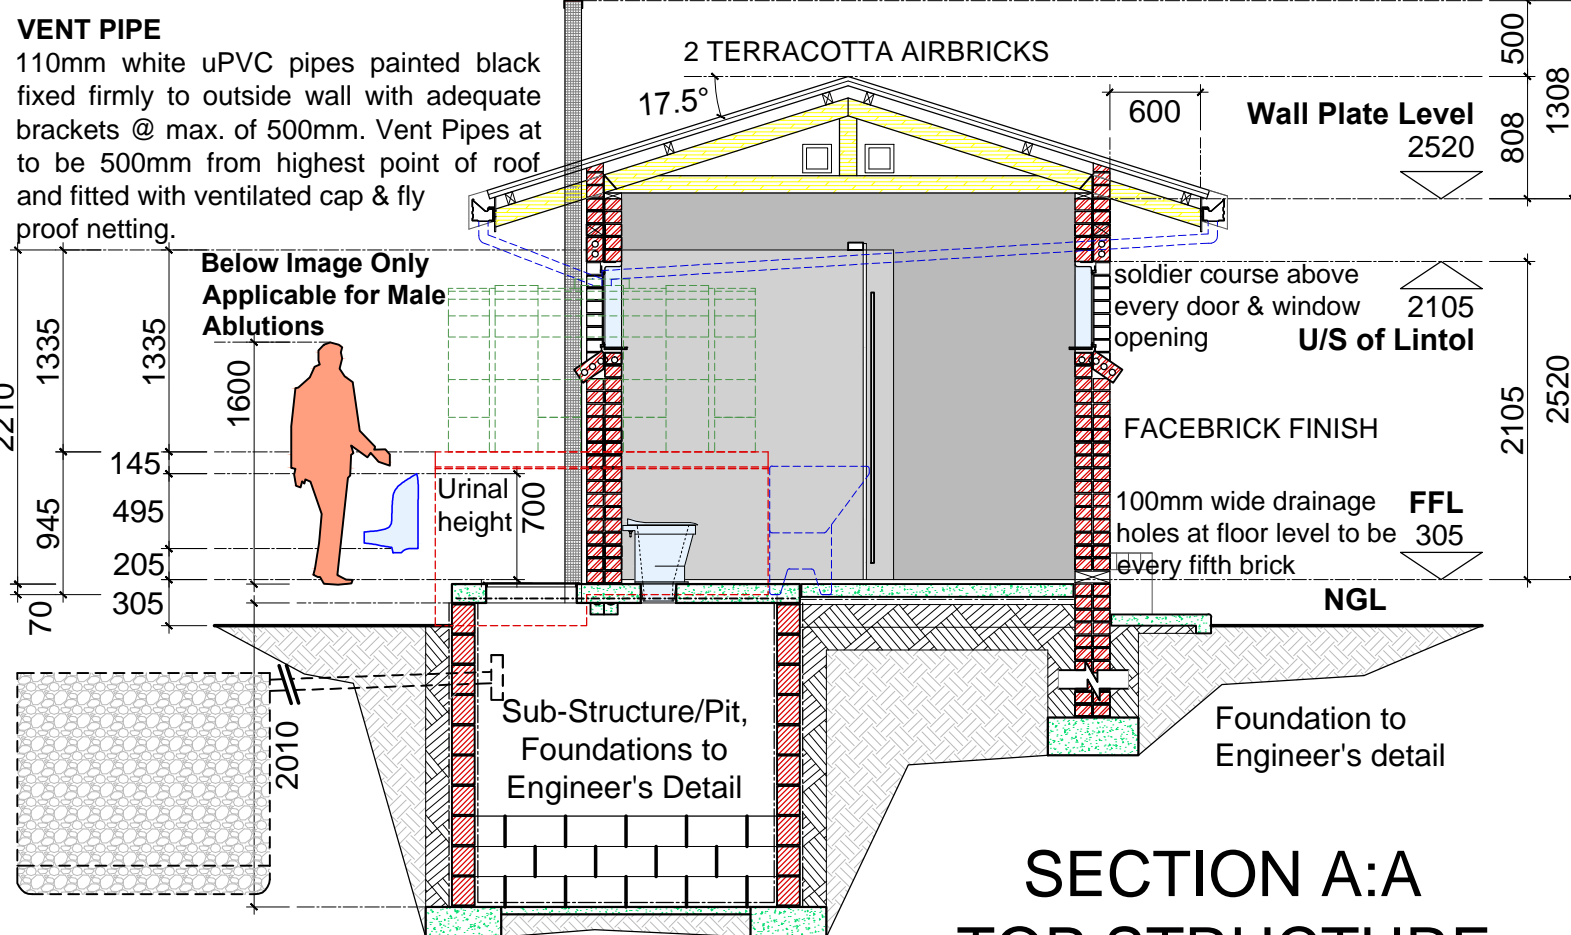 VENT PIPE
110mm white uPVC pipes painted black
fixed firmly to outside wall with adequate
brackets @ max. of 500mm. Vent Pipes at
to be 500mm from highest point of roof
and fitted with ventilated cap & fly
proof netting.
2 TERRACOTTA AIRBRICKS
17.5°
600
Wall Plate Level
2520
500
808
1308
Below Image Only
Applicable for Male
Ablutions
soldier course above
every door & window
opening
2105
U/S of Lintol
2210
1335
1335
1600
2105
2520
FACEBRICK FINISH
145
495
205
305
945
70
Urinal
height
700
100mm wide drainage
holes at floor level to be
every fifth brick
FFL
305
NGL
2010
Sub-Structure/Pit,
Foundations to
Engineer's Detail
Foundation to
Engineer's detail
SECTION A:A
TOP STRUCTURE